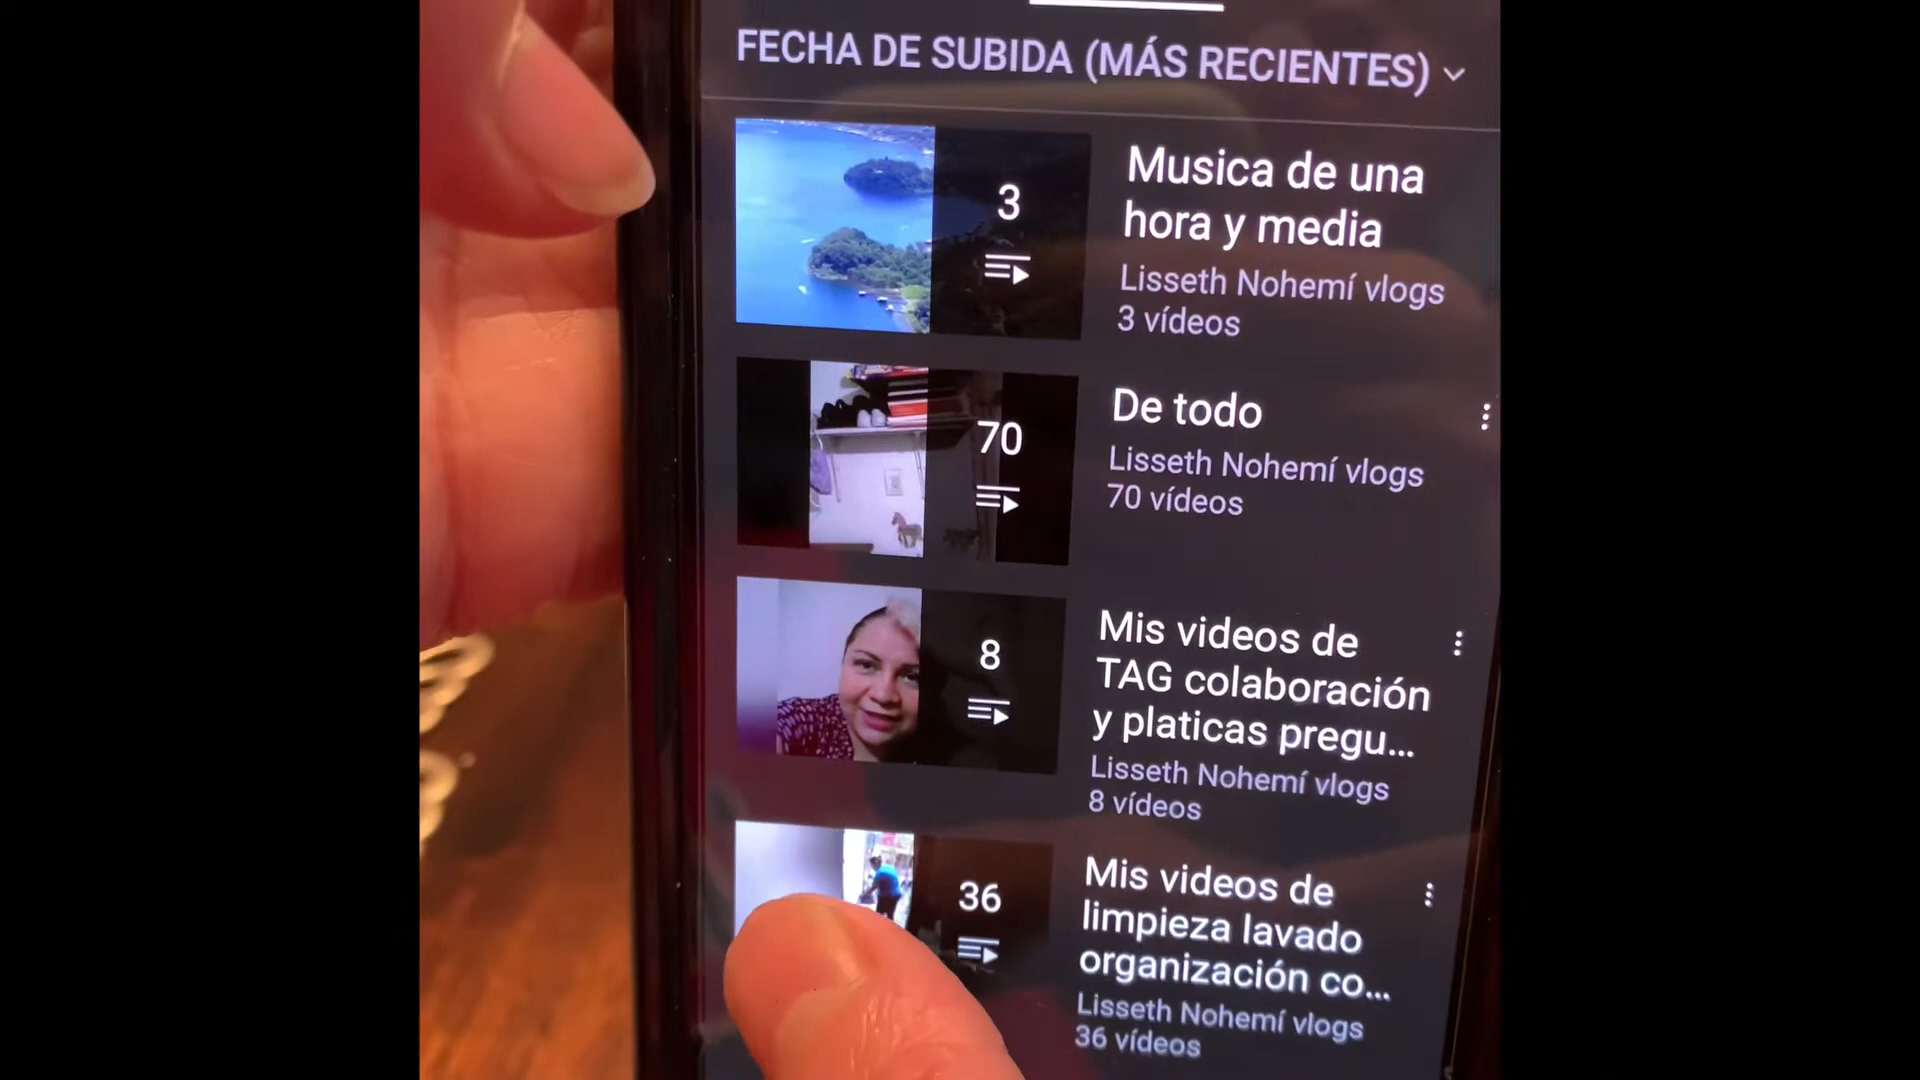 FECHA DE SUBIDA (MÁS RECIENTES)
3
Musica de una
hora y media
Lisseth Nohemí vlogs
3 vídeos
70
De todo
Lisseth Nohemí vlogs
70 vídeos
8
Mis videos de
TAG colaboración
y platicas pregu...
Lisseth Nohemí vlogs
8 vídeos
36
Mis videos de
limpieza lavado
organización co...
Lisseth Nohemí vlogs
36 vídeos